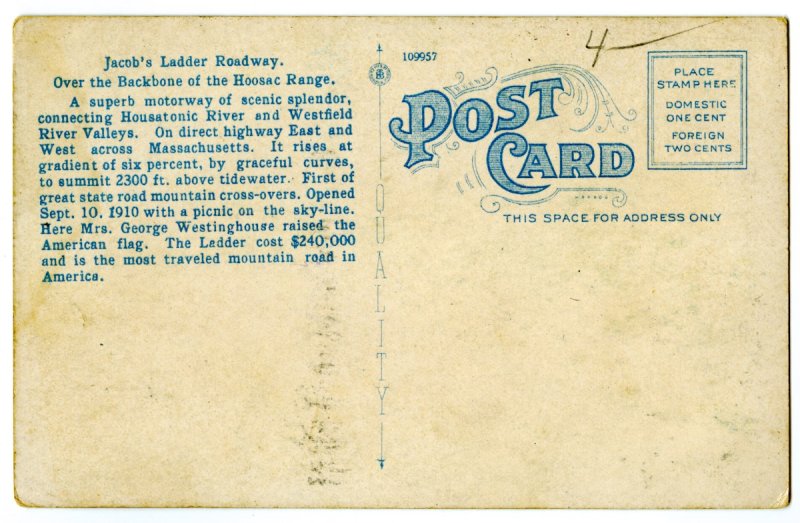 Jacob's Ladder Roadway.
Over the Backbone of the Hoosac Range.
A superb motorway of scenic splendor,
connecting Housatonic River and Westfield
River Valleys. On direct highway East and
West across Massachusetts. It rises at
gradient of six percent, by graceful curves,
to summit 2300 ft. above tidewater. First of
great state road mountain cross-overs. Opened
Sept. 10. 1910 with a picnic on the sky-line.
Here Mrs. George Westinghouse raised the
American flag. The Ladder cost $240,000
and is the most traveled mountain road in
America.
QUALITY
109957
4
POST
CARD
THIS SPACE FOR ADDRESS ONLY
PLACE
STAMP HERE
DOMESTIC
ONE CENT
FOREIGN
TWO CENTS